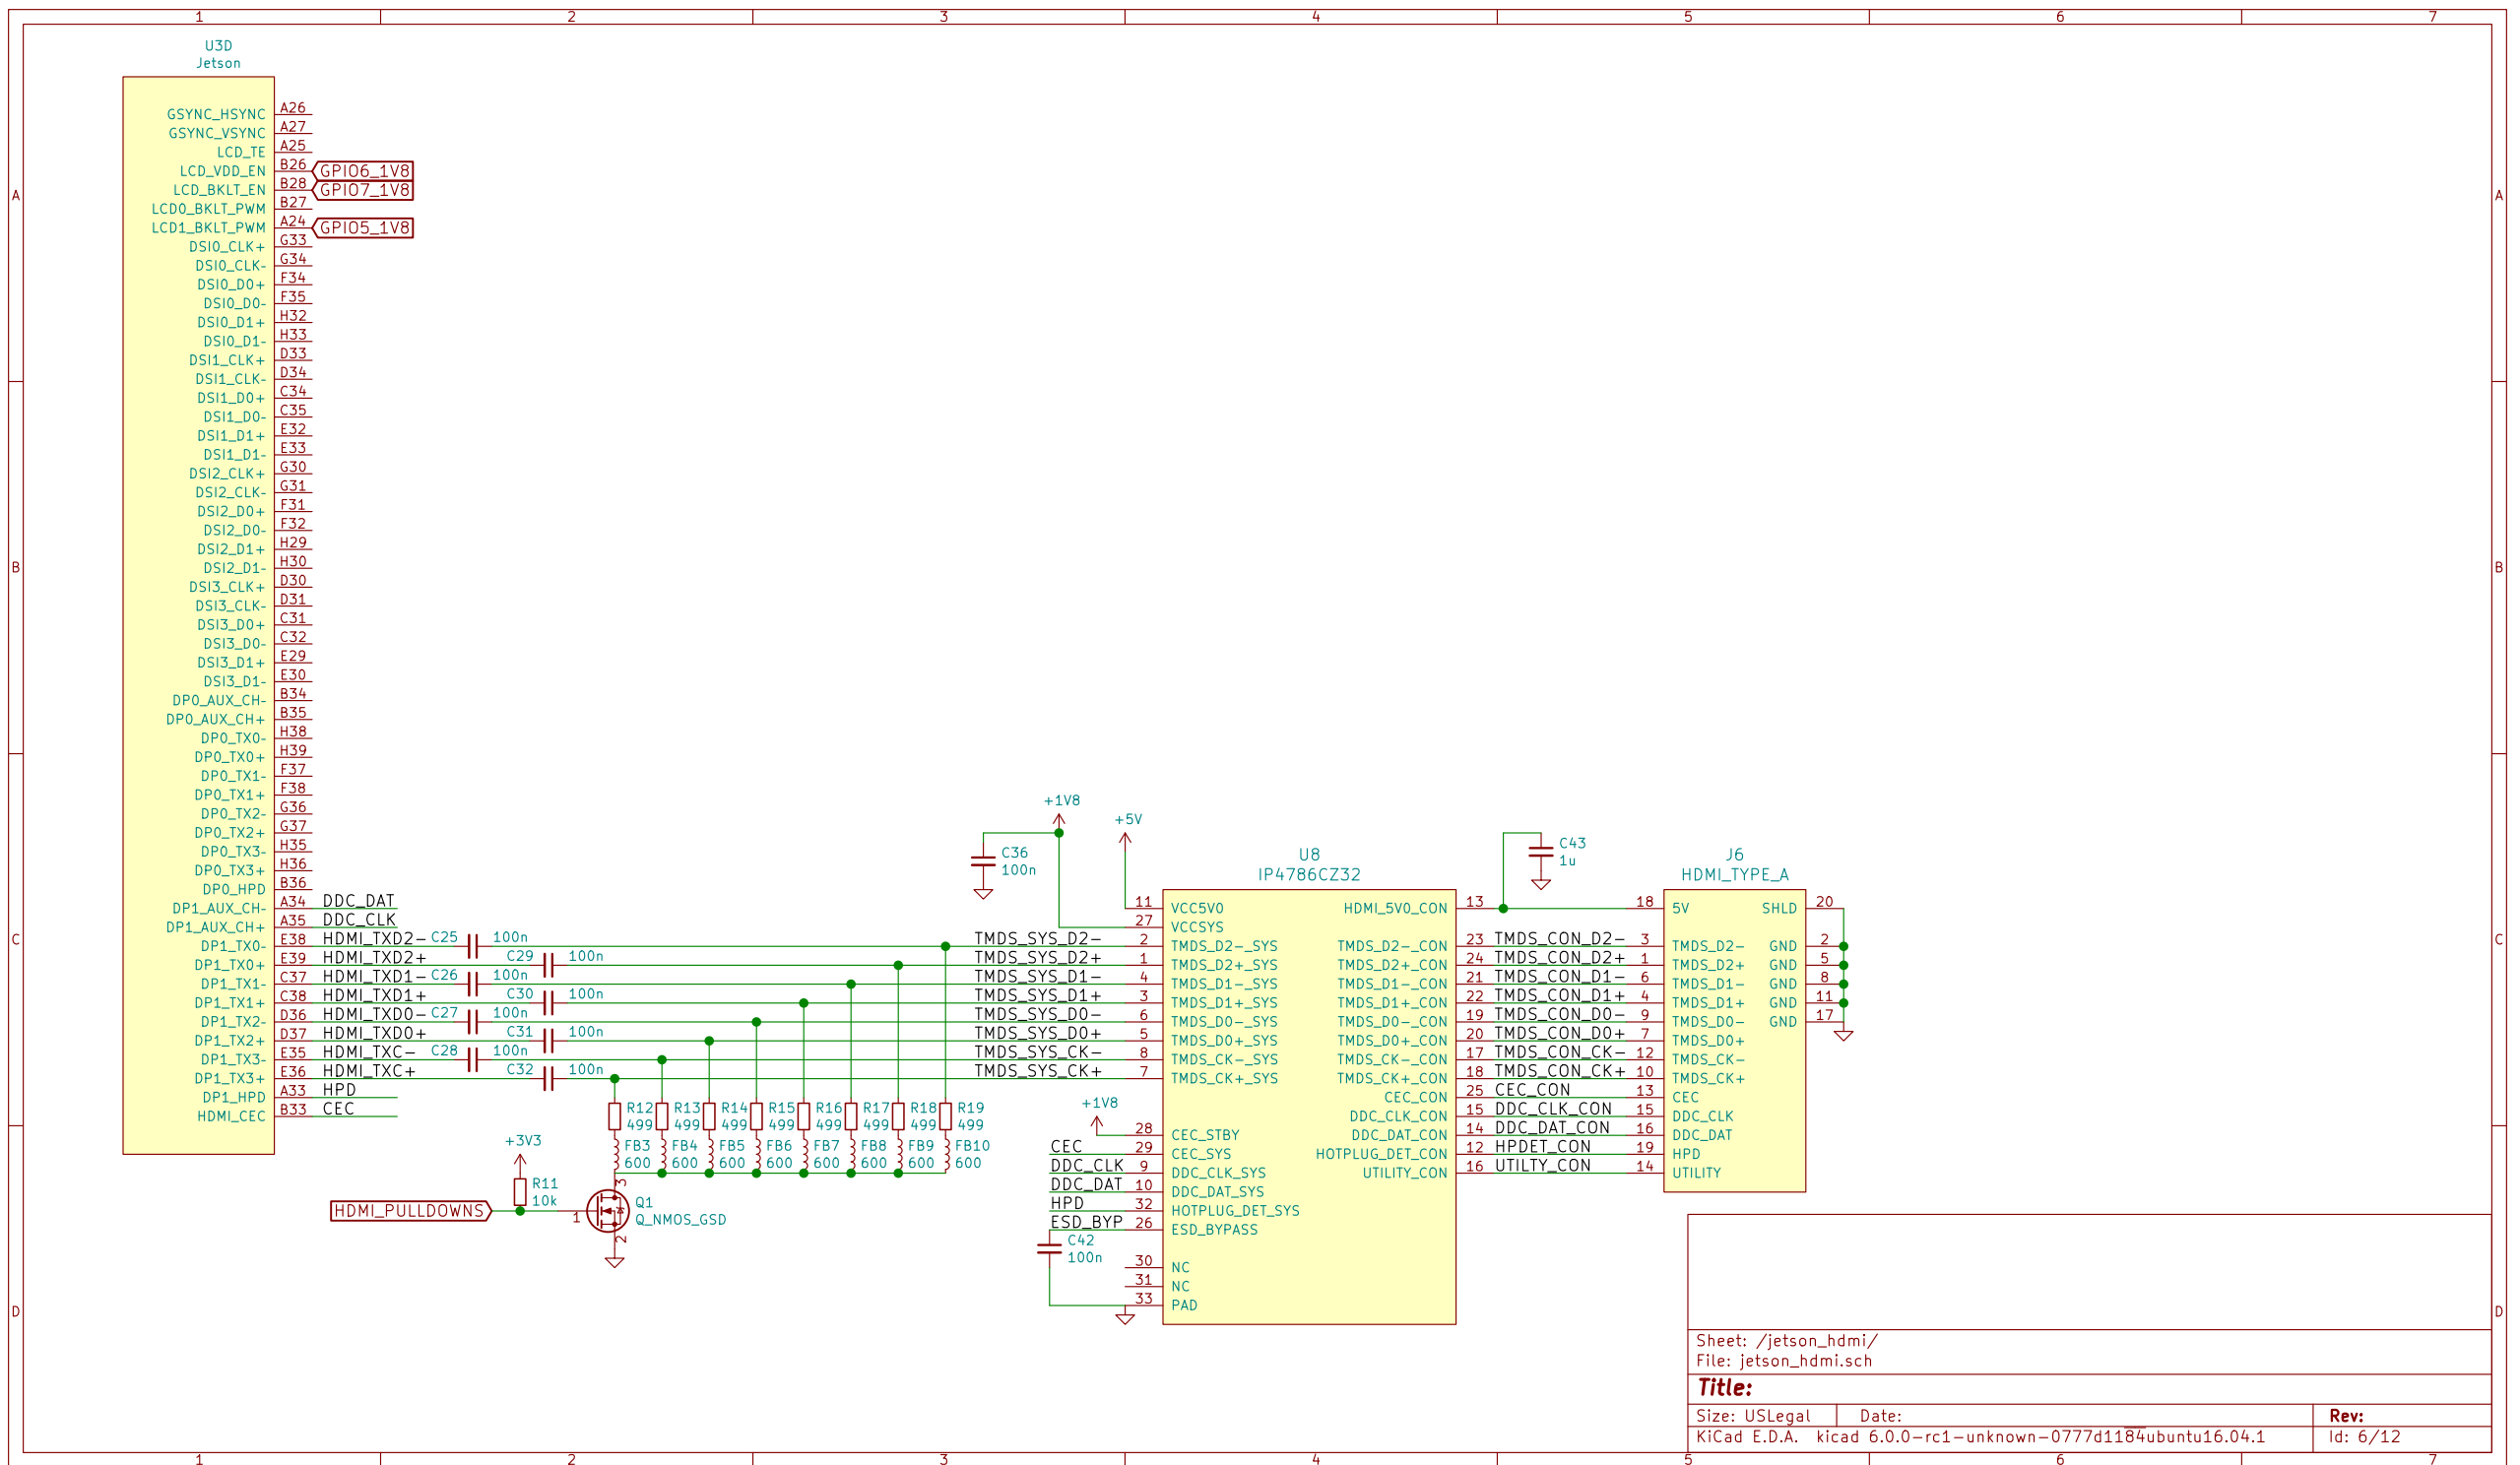 1 2 3 4 5 6 7
A
B
C
D
U3D
Jetson
GSYNC_HSYNC A26
GSYNC_VSYNC A27
LCD_TE A25
LCD_VDD_EN B26 GPIO6_1V8
LCD_BKLT_EN B28 GPIO7_1V8
LCD0_BKLT_PWM B27
LCD1_BKLT_PWM A24 GPIO5_1V8
DSI0_CLK+ G33
DSI0_CLK- G34
DSI0_D0+ F34
DSI0_D0- F35
DSI0_D1+ H32
DSI0_D1- H33
DSI1_CLK+ D33
DSI1_CLK- D34
DSI1_D0+ C34
DSI1_D0- C35
DSI1_D1+ E32
DSI1_D1- E33
DSI2_CLK+ G30
DSI2_CLK- G31
DSI2_D0+ F31
DSI2_D0- F32
DSI2_D1+ H29
DSI2_D1- H30
DSI3_CLK+ D30
DSI3_CLK- D31
DSI3_D0+ C31
DSI3_D0- C32
DSI3_D1+ E29
DSI3_D1- E30
DP0_AUX_CH- B34
DP0_AUX_CH+ B35
DP0_TX0- H38
DP0_TX0+ H39
DP0_TX1- F37
DP0_TX1+ F38
DP0_TX2- G36
DP0_TX2+ G37
DP0_TX3- H35
DP0_TX3+ H36
DP0_HPD B36
DP1_AUX_CH- A34 DDC_DAT
DP1_AUX_CH+ A35 DDC_CLK
DP1_TX0- E38 HDMI_TXD2- C25 100n
DP1_TX0+ E39 HDMI_TXD2+ C29 100n
DP1_TX1- C37 HDMI_TXD1- C26 100n
DP1_TX1+ C38 HDMI_TXD1+ C30 100n
DP1_TX2- D36 HDMI_TXD0- C27 100n
DP1_TX2+ D37 HDMI_TXD0+ C31 100n
DP1_TX3- E35 HDMI_TXC- C28 100n
DP1_TX3+ E36 HDMI_TXC+ C32 100n
DP1_HPD A33 HPD
HDMI_CEC B33 CEC
R12 R13 R14 R15 R16 R17 R18 R19
499 499 499 499 499 499 499 499
FB3 FB4 FB5 FB6 FB7 FB8 FB9 FB10
600 600 600 600 600 600 600 600
+3V3
R11
10k
HDMI_PULLDOWNS
1
3
2
Q1
Q_NMOS_GSD
+1V8
C36
100n
+5V
U8
IP4786CZ32
11 VCC5V0
27 VCCSYS
TMDS_SYS_D2- 2 TMDS_D2-_SYS
TMDS_SYS_D2+ 1 TMDS_D2+_SYS
TMDS_SYS_D1- 4 TMDS_D1-_SYS
TMDS_SYS_D1+ 3 TMDS_D1+_SYS
TMDS_SYS_D0- 6 TMDS_D0-_SYS
TMDS_SYS_D0+ 5 TMDS_D0+_SYS
TMDS_SYS_CK- 8 TMDS_CK-_SYS
TMDS_SYS_CK+ 7 TMDS_CK+_SYS
+1V8
28 CEC_STBY
CEC 29 CEC_SYS
DDC_CLK 9 DDC_CLK_SYS
DDC_DAT 10 DDC_DAT_SYS
HPD 32 HOTPLUG_DET_SYS
ESD_BYP 26 ESD_BYPASS
C42
100n
30 NC
31 NC
33 PAD
C43
1u
HDMI_5V0_CON 13
TMDS_D2-_CON 23 TMDS_CON_D2-
TMDS_D2+_CON 24 TMDS_CON_D2+
TMDS_D1-_CON 21 TMDS_CON_D1-
TMDS_D1+_CON 22 TMDS_CON_D1+
TMDS_D0-_CON 19 TMDS_CON_D0-
TMDS_D0+_CON 20 TMDS_CON_D0+
TMDS_CK-_CON 17 TMDS_CON_CK-
TMDS_CK+_CON 18 TMDS_CON_CK+
CEC_CON 25 CEC_CON
DDC_CLK_CON 15 DDC_CLK_CON
DDC_DAT_CON 14 DDC_DAT_CON
HOTPLUG_DET_CON 12 HPDET_CON
UTILITY_CON 16 UTILTY_CON
J6
HDMI_TYPE_A
18 5V SHLD 20
3 TMDS_D2- GND 2
1 TMDS_D2+ GND 5
6 TMDS_D1- GND 8
4 TMDS_D1+ GND 11
9 TMDS_D0- GND 17
7 TMDS_D0+
12 TMDS_CK-
10 TMDS_CK+
13 CEC
15 DDC_CLK
16 DDC_DAT
19 HPD
14 UTILITY
A
B
C
D
Sheet: /jetson_hdmi/
File: jetson_hdmi.sch
Title:
Size: USLegal Date: Rev:
KiCad E.D.A. kicad 6.0.0-rc1-unknown-0777d1184ubuntu16.04.1 Id: 6/12
1 2 3 4 5 6 7